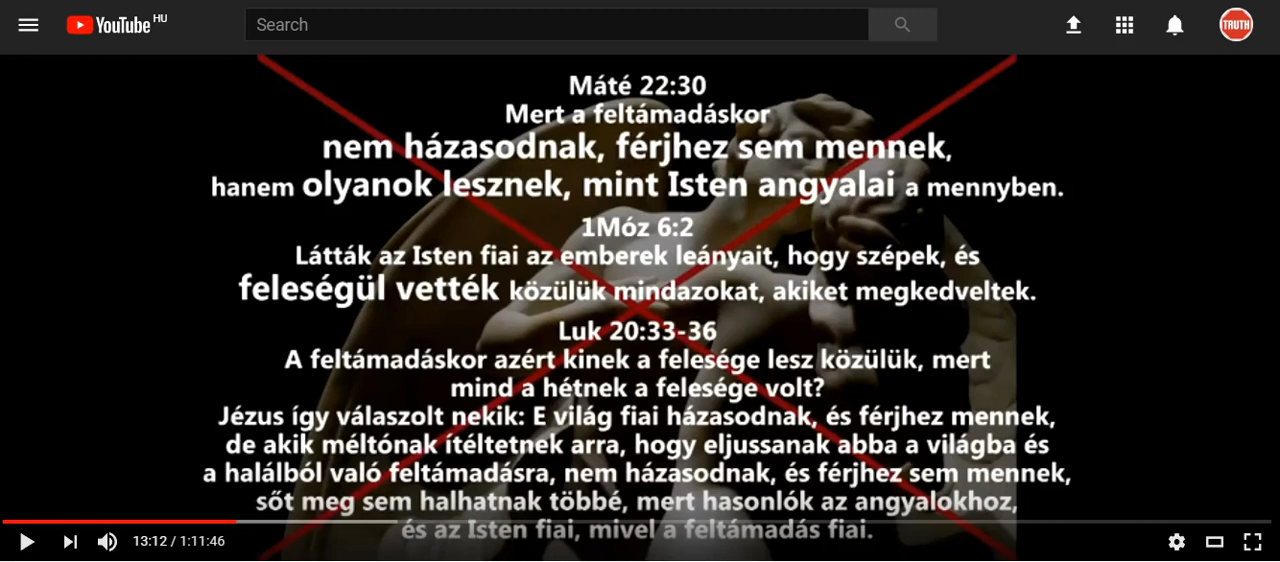 YouTube HU
Search
TRUTH
Máté 22:30
Mert a feltámadáskor
nem házasodnak, férjhez sem mennek,
hanem olyanok lesznek, mint Isten angyalai a mennyben.
1Móz 6:2
Látták az Isten fiai az emberek leányait, hogy szépek, és
feleségül vették közülük mindazokat, akiket megkedveltek.
Luk 20:33-36
A feltámadáskor azért kinek a felesége lesz közülük, mert
mind a hétnek a felesége volt?
Jézus így válaszolt nekik: E világ fiai házasodnak, és férjhez mennek,
de akik méltónak ítéltetnek arra, hogy eljussanak abba a világba és
a halálból való feltámadásra, nem házasodnak, és férjhez sem mennek,
sőt meg sem halhatnak többé, mert hasonlók az angyalokhoz,
és az Isten fiai, mivel a feltámadás fiai.
13:12 / 1:11:46